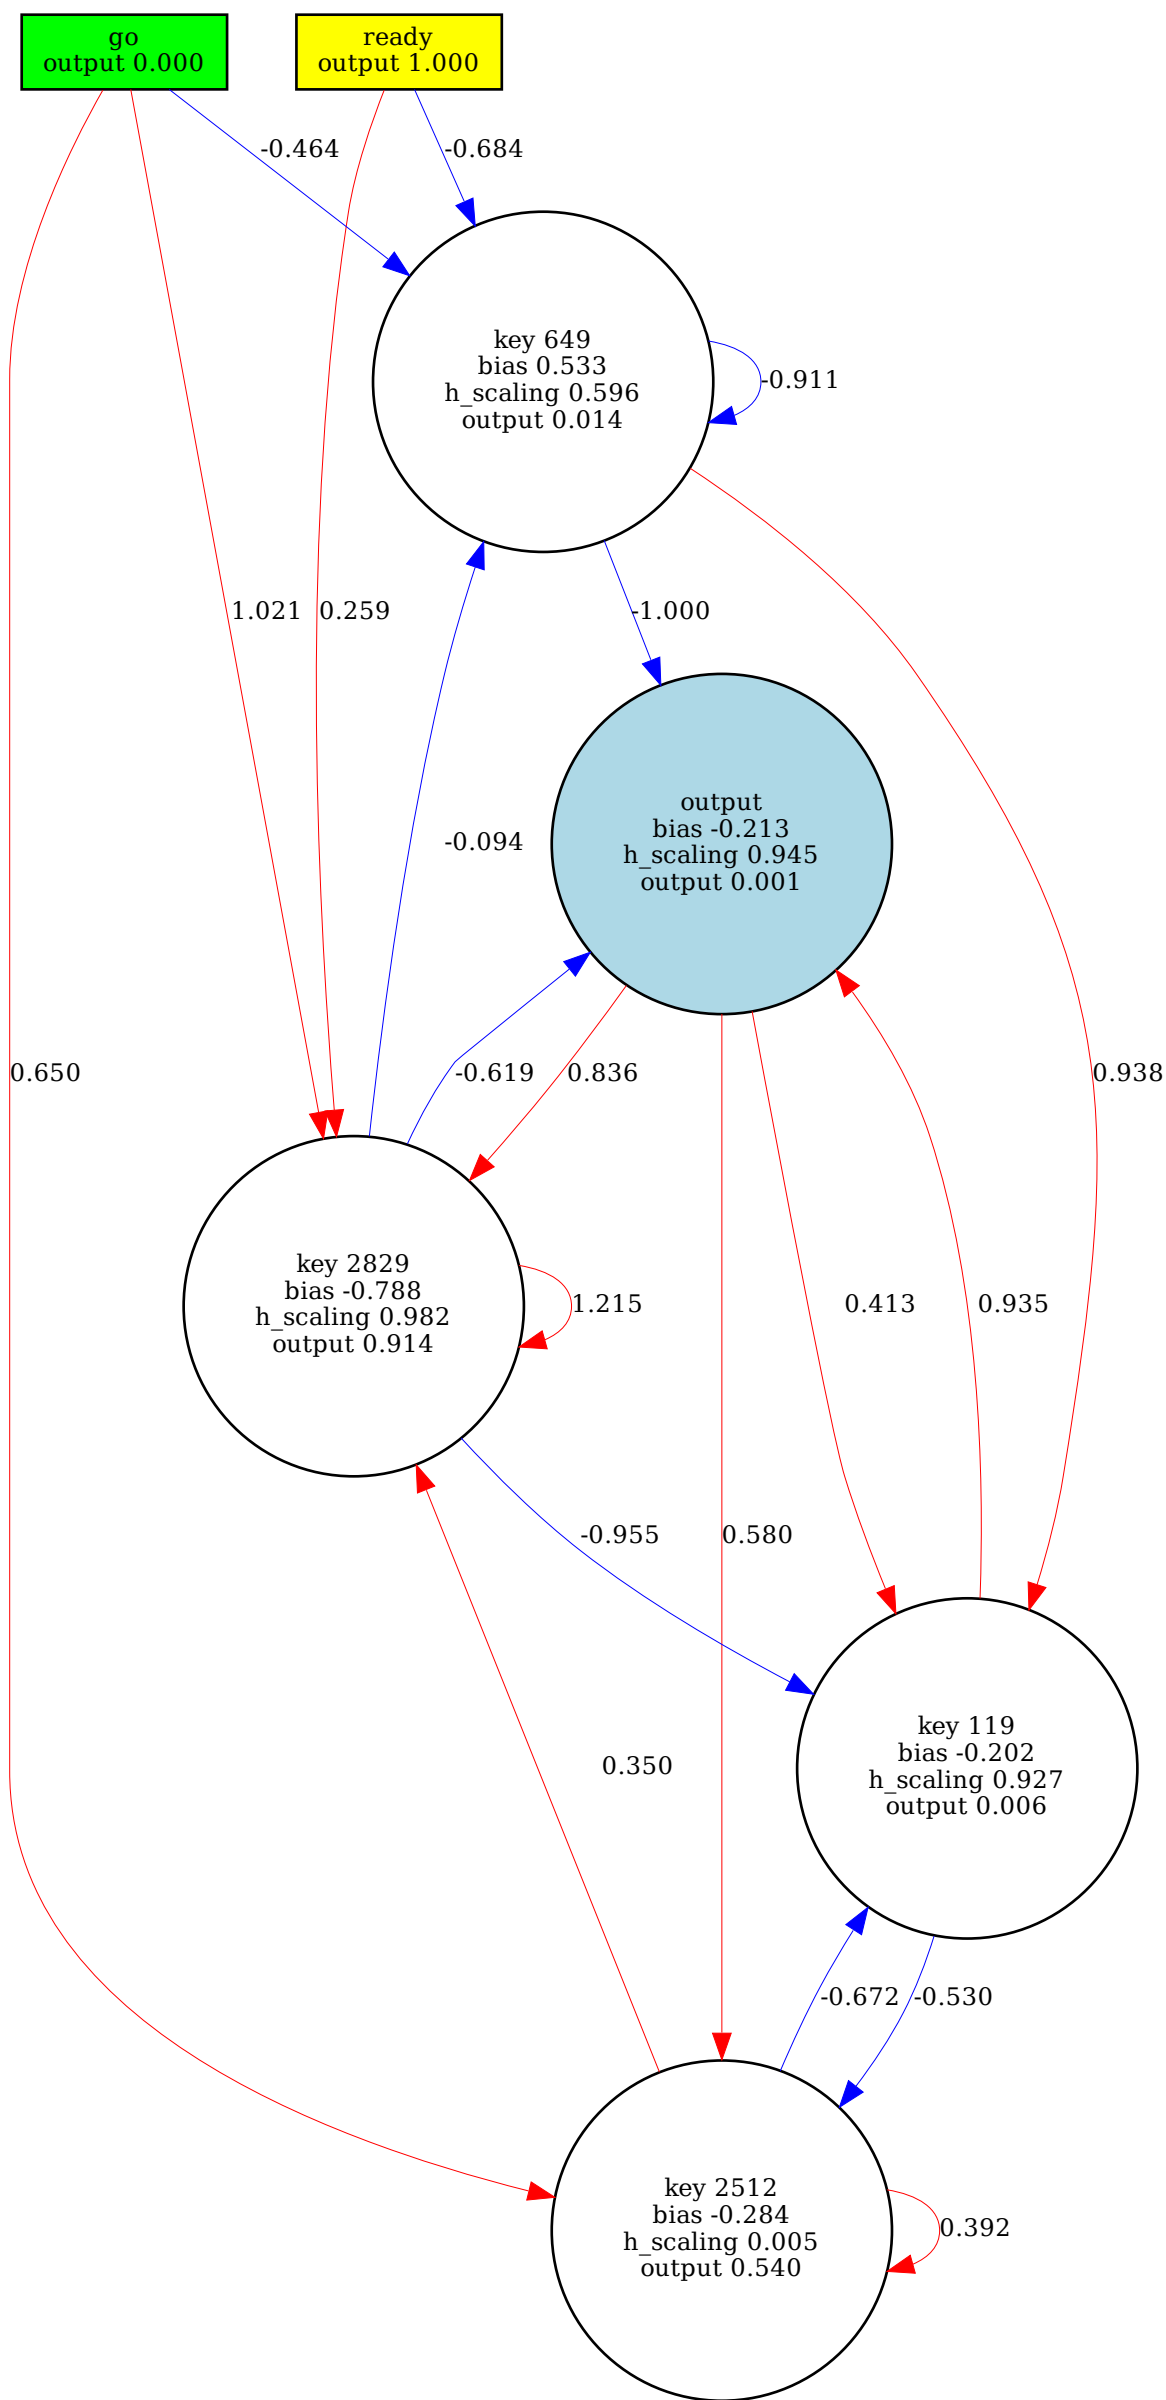 go
output 0.000
ready
output 1.000
-0.464
-0.684
key 649
bias 0.533
h_scaling 0.596
output 0.014
-0.911
1.021
0.259
-1.000
output
bias -0.213
h_scaling 0.945
output 0.001
-0.094
0.650
-0.619
0.836
0.938
key 2829
bias -0.788
h_scaling 0.982
output 0.914
1.215
0.413
0.935
-0.955
0.580
key 119
bias -0.202
h_scaling 0.927
output 0.006
0.350
-0.672
-0.530
key 2512
bias -0.284
h_scaling 0.005
output 0.540
0.392